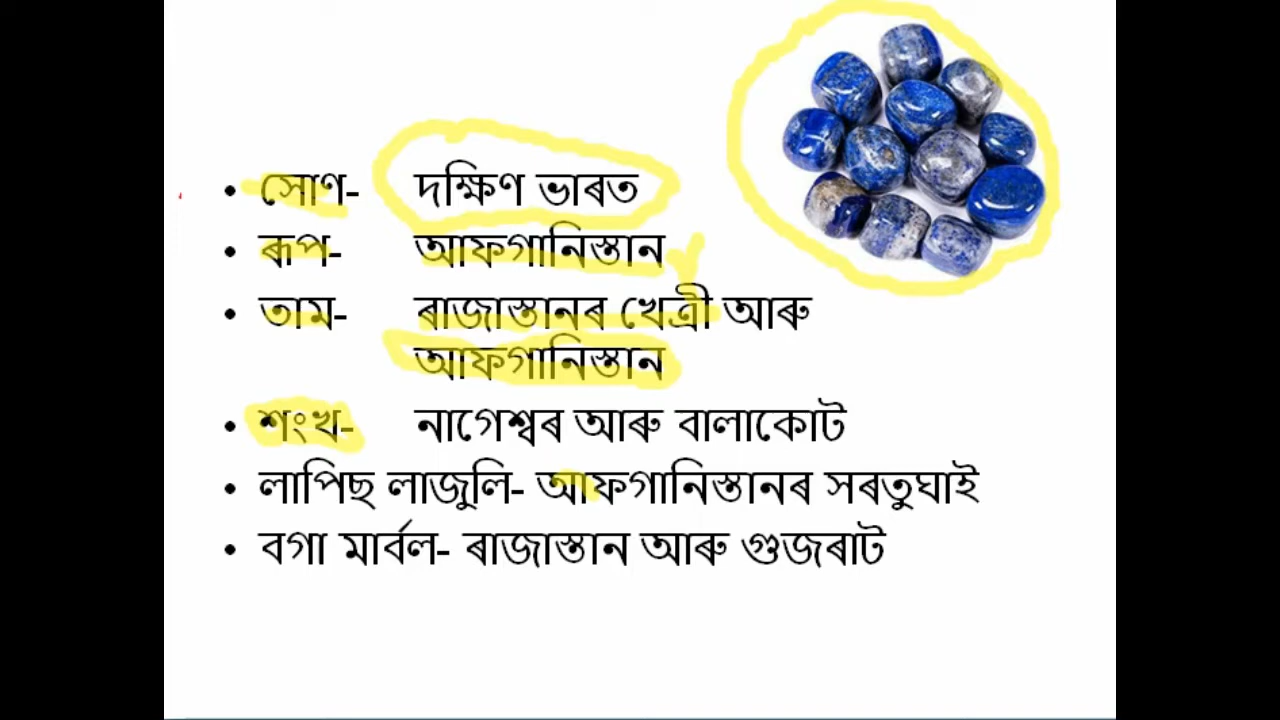 • সোণ- দক্ষিণ ভাৰত
• ৰূপ- আফগানিস্তান
• তাম- ৰাজাস্তানৰ খেত্ৰী আৰু
আফগানিস্তান
• শংখ- নাগেশ্বৰ আৰু বালাকোট
• লাপিছ লাজুলি- আফগানিস্তানৰ সৰতুঘাই
• বগা মাৰ্বল- ৰাজাস্তান আৰু গুজৰাট